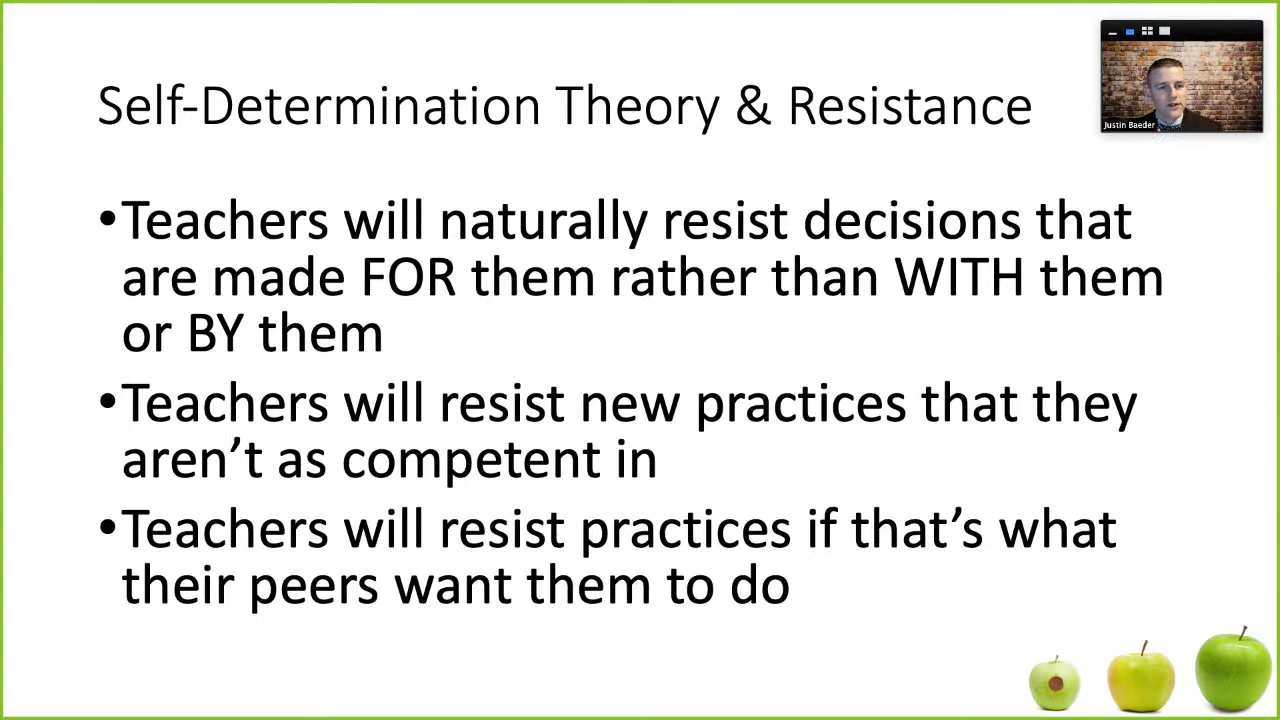 Self-Determination Theory & Resistance
Justin Baeder
•Teachers will naturally resist decisions that
are made FOR them rather than WITH them
or BY them
•Teachers will resist new practices that they
aren’t as competent in
•Teachers will resist practices if that’s what
their peers want them to do